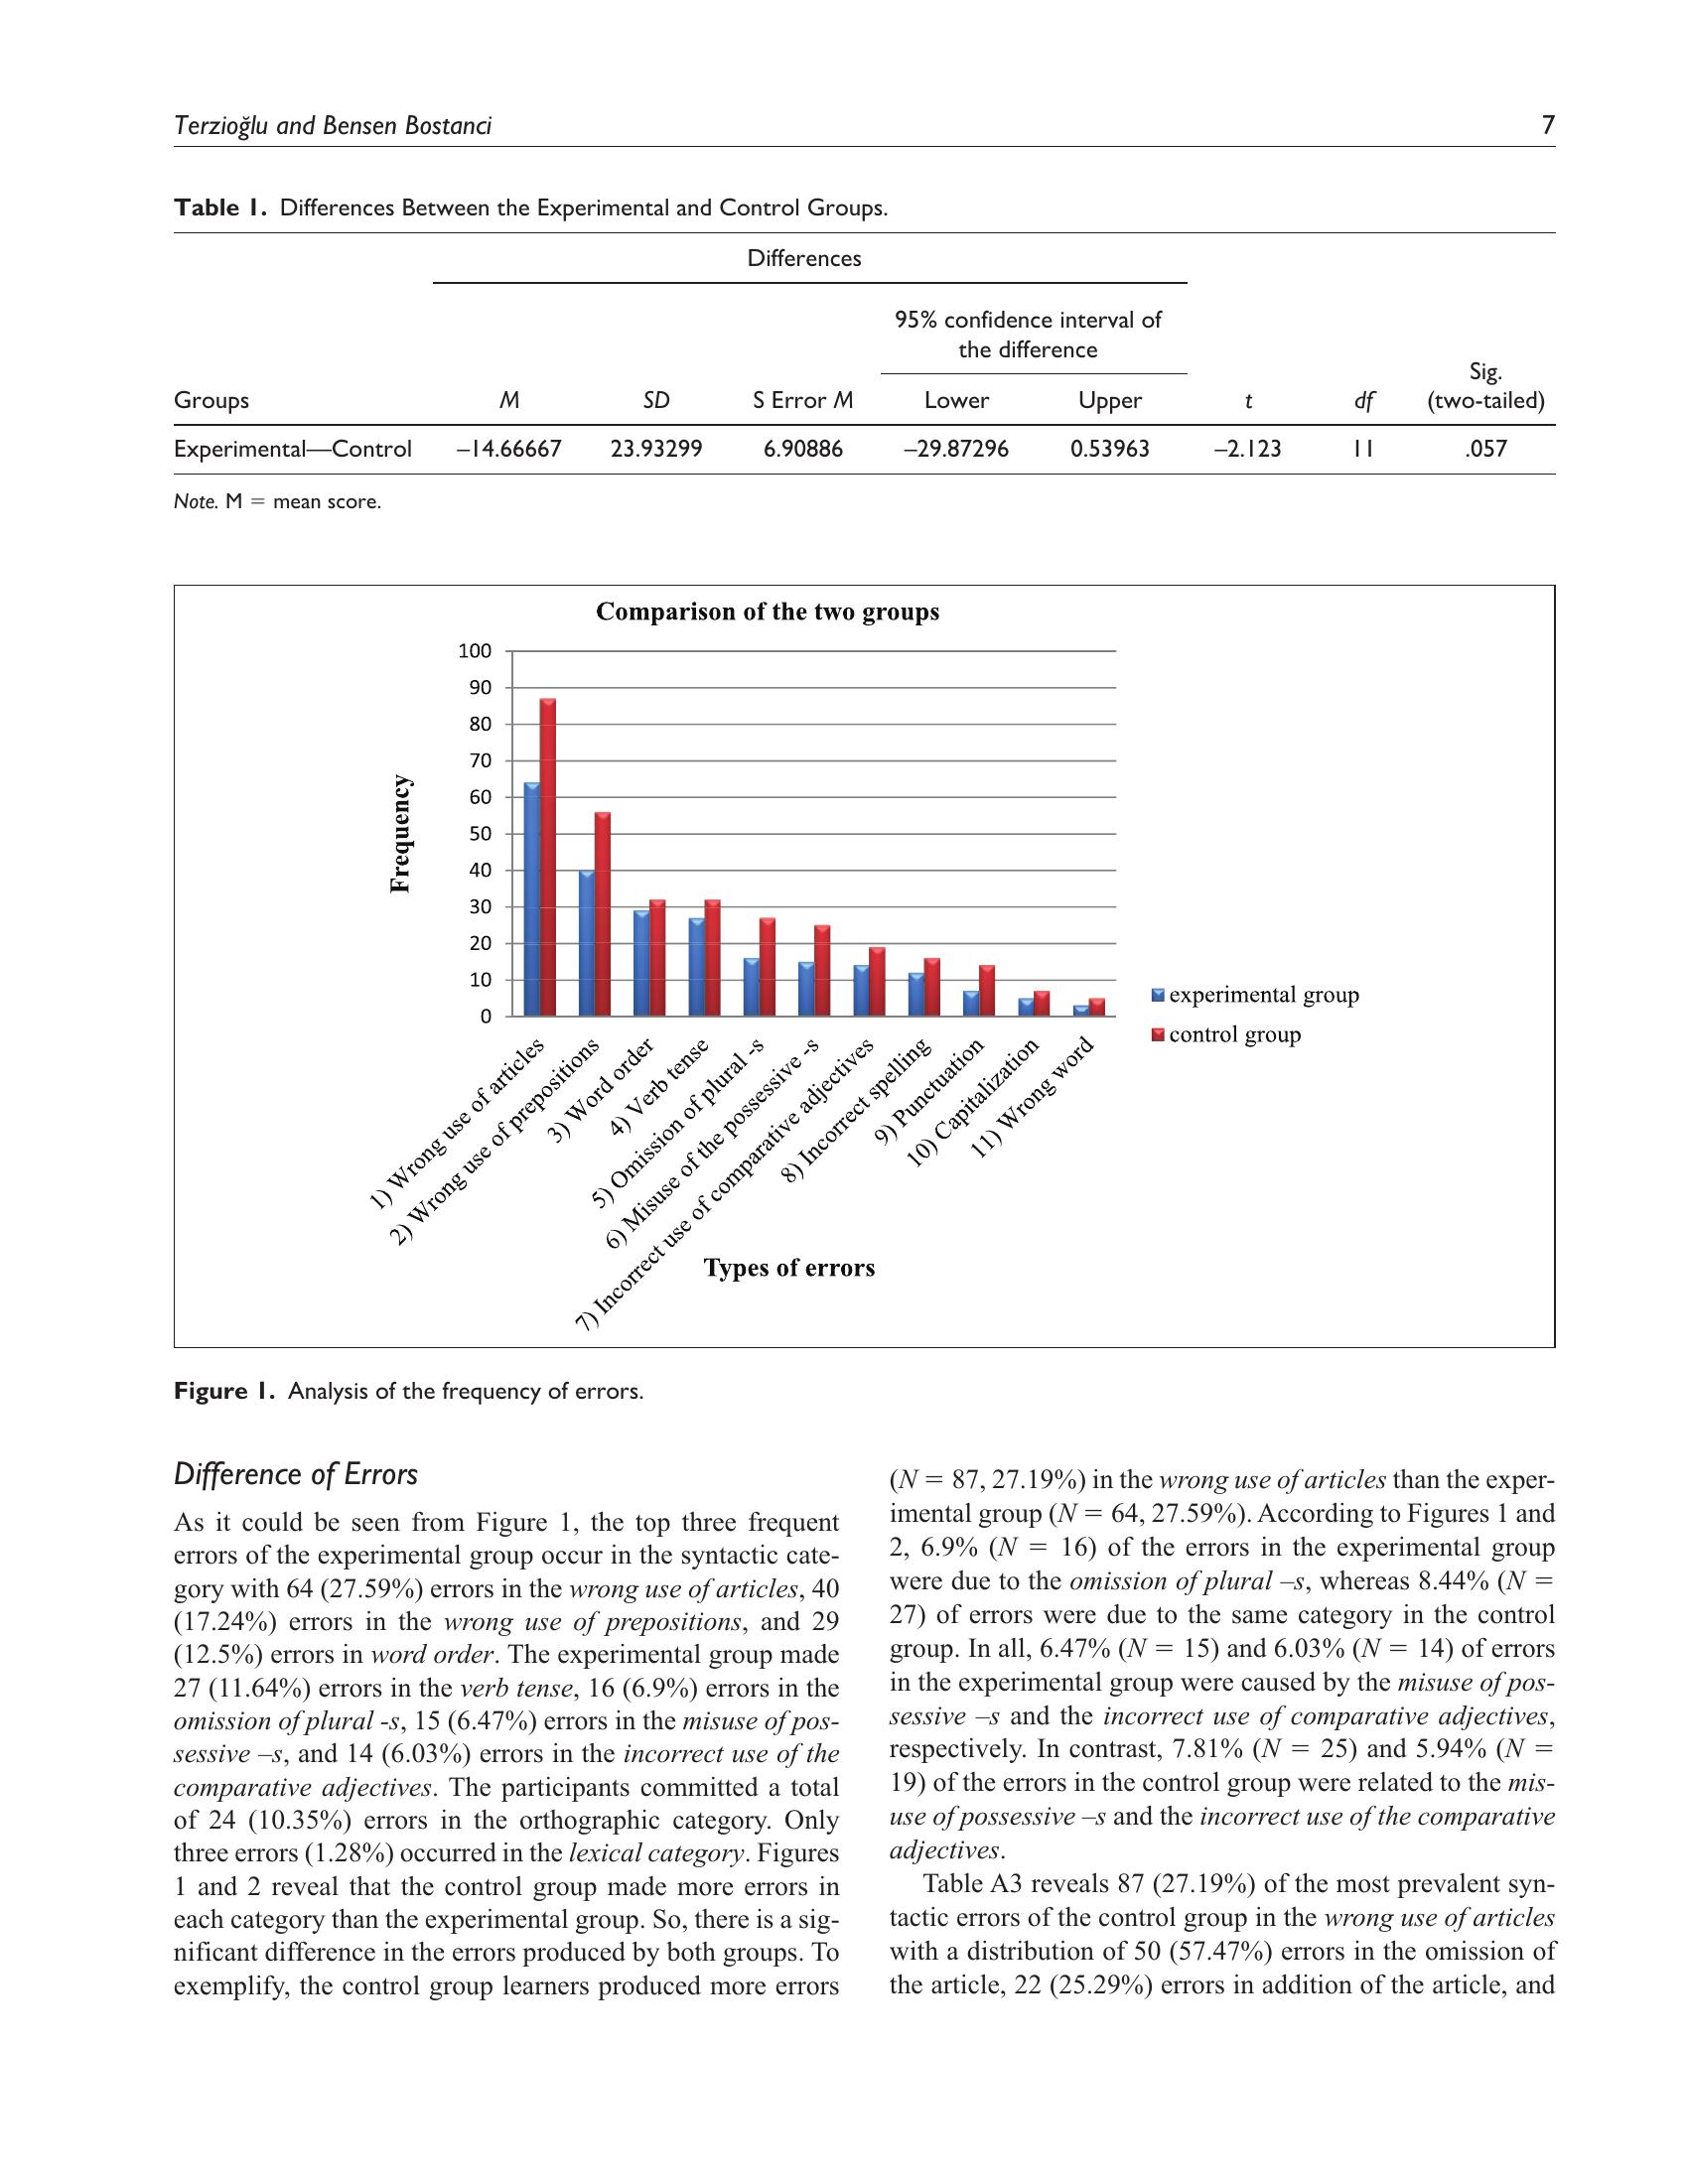 Terzioğlu and Bensen Bostanci 7
Table 1. Differences Between the Experimental and Control Groups.
Differences
95% confidence interval of
the difference
Groups M SD S Error M Lower Upper t df Sig.
(two-tailed)
Experimental—Control –14.66667 23.93299 6.90886 –29.87296 0.53963 –2.123 11 .057
Note. M = mean score.
Comparison of the two groups
100
90
80
70
60
50
40
30
20
10
0
Frequency
1) Wrong use of articles
2) Wrong use of prepositions
3) Word order
4) Verb tense
5) Omission of plural -s
6) Misuse of the possessive -s
7) Incorrect use of comparative adjectives
8) Incorrect spelling
9) Punctuation
10) Capitalization
11) Wrong word
Types of errors
experimental group
control group
Figure 1. Analysis of the frequency of errors.
Difference of Errors
As it could be seen from Figure 1, the top three frequent
errors of the experimental group occur in the syntactic cate-
gory with 64 (27.59%) errors in the wrong use of articles, 40
(17.24%) errors in the wrong use of prepositions, and 29
(12.5%) errors in word order. The experimental group made
27 (11.64%) errors in the verb tense, 16 (6.9%) errors in the
omission of plural -s, 15 (6.47%) errors in the misuse of pos-
sessive –s, and 14 (6.03%) errors in the incorrect use of the
comparative adjectives. The participants committed a total
of 24 (10.35%) errors in the orthographic category. Only
three errors (1.28%) occurred in the lexical category. Figures
1 and 2 reveal that the control group made more errors in
each category than the experimental group. So, there is a sig-
nificant difference in the errors produced by both groups. To
exemplify, the control group learners produced more errors
(N = 87, 27.19%) in the wrong use of articles than the exper-
imental group (N = 64, 27.59%). According to Figures 1 and
2, 6.9% (N = 16) of the errors in the experimental group
were due to the omission of plural –s, whereas 8.44% (N =
27) of errors were due to the same category in the control
group. In all, 6.47% (N = 15) and 6.03% (N = 14) of errors
in the experimental group were caused by the misuse of pos-
sessive –s and the incorrect use of comparative adjectives,
respectively. In contrast, 7.81% (N = 25) and 5.94% (N =
19) of the errors in the control group were related to the mis-
use of possessive –s and the incorrect use of the comparative
adjectives.
Table A3 reveals 87 (27.19%) of the most prevalent syn-
tactic errors of the control group in the wrong use of articles
with a distribution of 50 (57.47%) errors in the omission of
the article, 22 (25.29%) errors in addition of the article, and